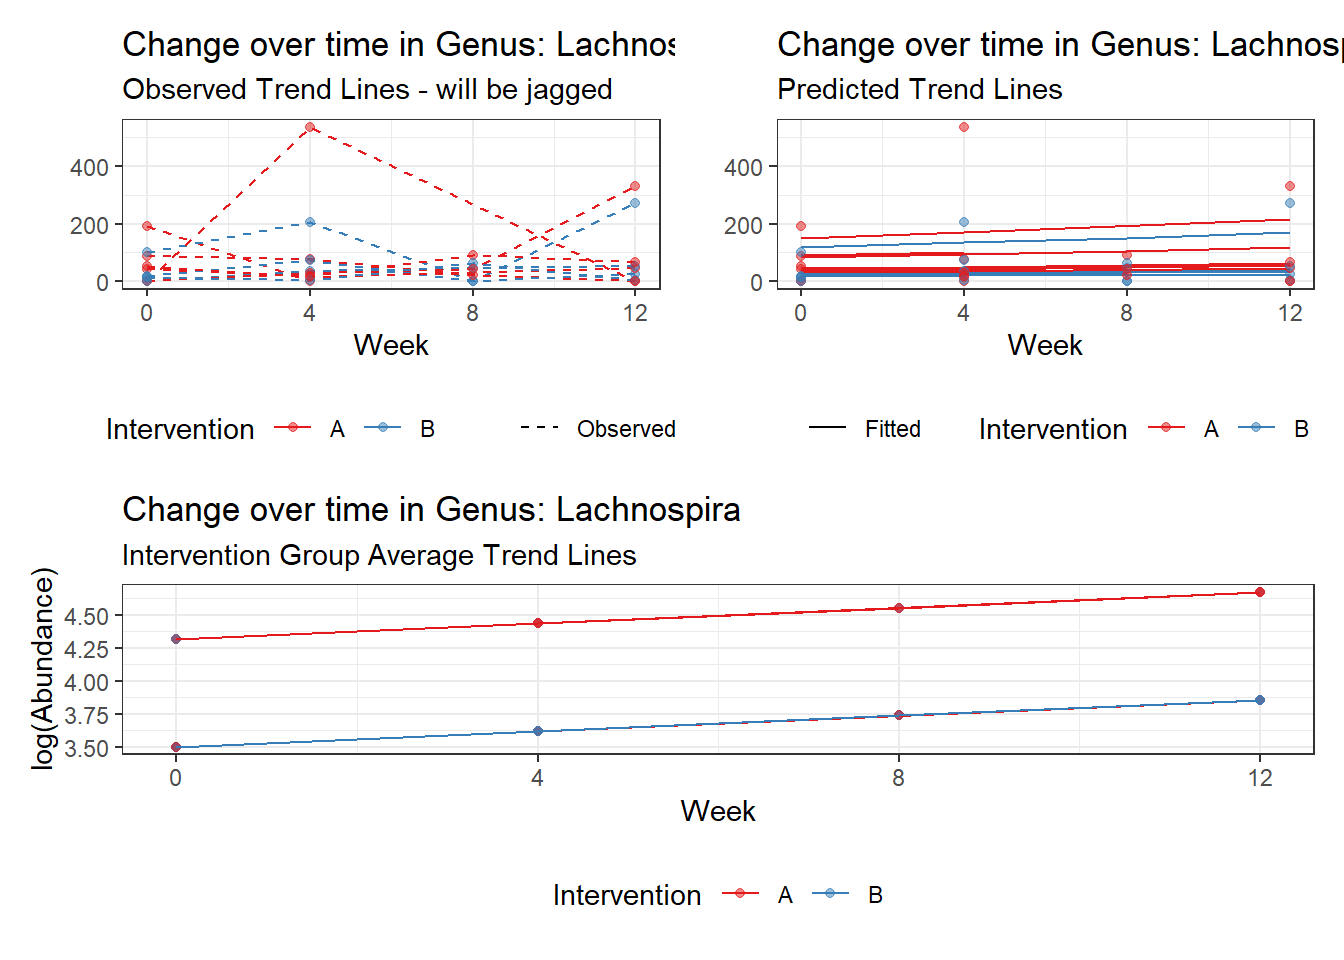 Change over time in Genus: Lachnos
Observed Trend Lines - will be jagged
400
200
0
0 4 8 12
Week
Intervention A B Observed
Change over time in Genus: Lachnosp
Predicted Trend Lines
400
200
0
0 4 8 12
Week
Fitted Intervention A B
Change over time in Genus: Lachnospira
Intervention Group Average Trend Lines
log(Abundance)
4.50
4.25
4.00
3.75
3.50
0 4 8 12
Week
Intervention A B